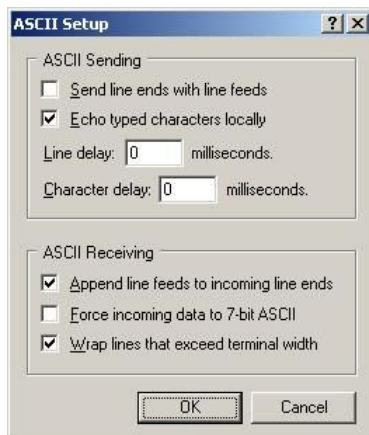 ASCII Setup
ASCII Sending
Send line ends with line feeds
Echo typed characters locally
Line delay: 0 milliseconds.
Character delay: 0 milliseconds.
ASCII Receiving
Append line feeds to incoming line ends
Force incoming data to 7-bit ASCII
Wrap lines that exceed terminal width
OK Cancel